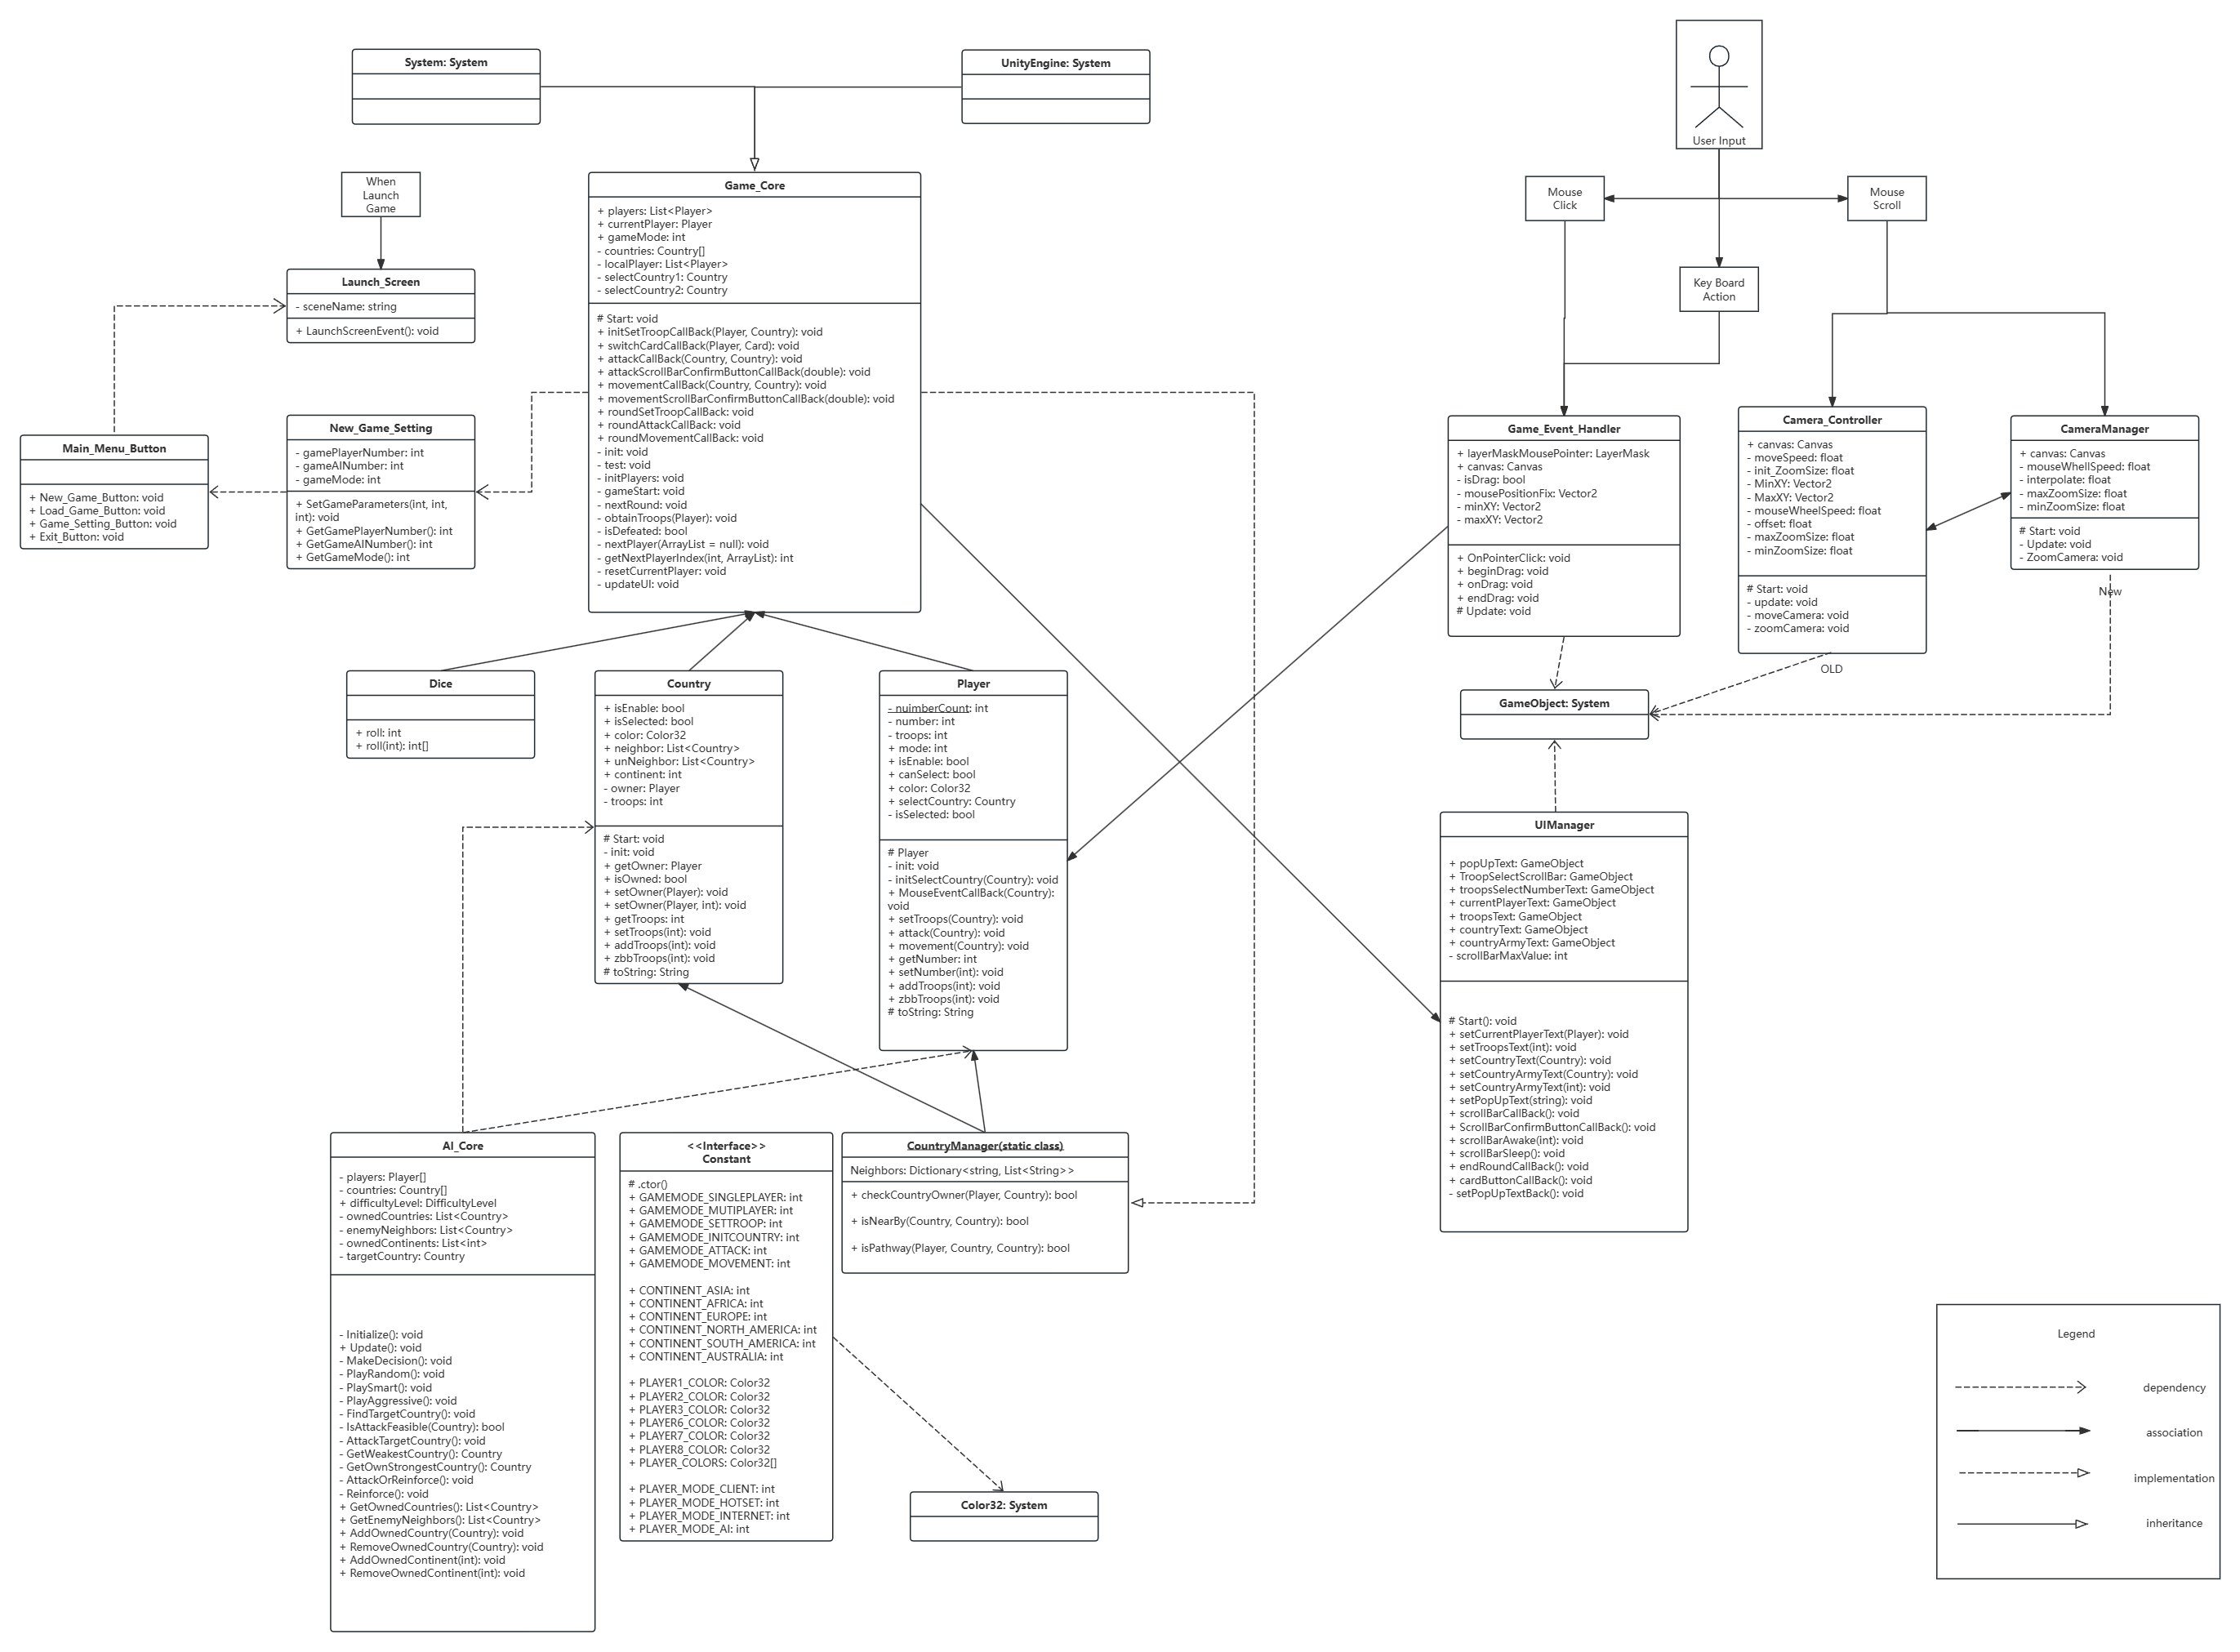 System: System
UnityEngine: System
User Input
When
Launch
Game
Mouse
Click
Mouse
Scroll
Key Board
Action
Launch_Screen
- sceneName: string
+ LaunchScreenEvent(): void
Main_Menu_Button
+ New_Game_Button: void
+ Load_Game_Button: void
+ Game_Setting_Button: void
+ Exit_Button: void
New_Game_Setting
- gamePlayerNumber: int
- gameAINumber: int
- gameMode: int
+ SetGameParameters(int, int,
int): void
+ GetGamePlayerNumber(): int
+ GetGameAINumber(): int
+ GetGameMode(): int
Game_Core
+ players: List<Player>
+ currentPlayer: Player
+ gameMode: int
- countries: Country[]
- localPlayer: List<Player>
- selectCountry1: Country
- selectCountry2: Country
# Start: void
+ initSetTroopCallBack(Player, Country): void
+ switchCardCallBack(Player, Card): void
+ attackCallBack(Country, Country): void
+ attackScrollBarConfirmButtonCallBack(double): void
+ movementCallBack(Country, Country): void
+ movementScrollBarConfirmButtonCallBack(double): void
+ roundSetTroopCallBack: void
+ roundAttackCallBack: void
+ roundMovementCallBack: void
- init: void
- test: void
- initPlayers: void
- gameStart: void
- nextRound: void
- obtainTroops(Player): void
- isDefeated: bool
- nextPlayer(ArrayList = null): void
- getNextPlayerIndex(int, ArrayList): int
- resetCurrentPlayer: void
- updateUI: void
Game_Event_Handler
+ layerMaskMousePointer: LayerMask
+ canvas: Canvas
- isDrag: bool
- mousePositionFix: Vector2
- minXY: Vector2
- maxXY: Vector2
+ OnPointerClick: void
+ beginDrag: void
+ onDrag: void
+ endDrag: void
# Update: void
Camera_Controller
+ canvas: Canvas
- moveSpeed: float
- init_ZoomSize: float
- MinXY: Vector2
- MaxXY: Vector2
- mouseWheelSpeed: float
- offset: float
- maxZoomSize: float
- minZoomSize: float
# Start: void
- update: void
- moveCamera: void
- zoomCamera: void
CameraManager
+ canvas: Canvas
- mouseWhellSpeed: float
- interpolate: float
- maxZoomSize: float
- minZoomSize: float
# Start: void
- Update: void
- ZoomCamera: void
New
OLD
GameObject: System
Dice
+ roll: int
+ roll(int): int[]
Country
+ isEnable: bool
+ isSelected: bool
+ color: Color32
+ neighbor: List<Country>
+ unNeighbor: List<Country>
+ continent: int
- owner: Player
- troops: int
# Start: void
- init: void
+ getOwner: Player
+ isOwned: bool
+ setOwner(Player): void
+ setOwner(Player, int): void
+ getTroops: int
+ setTroops(int): void
+ addTroops(int): void
+ zbbTroops(int): void
# toString: String
Player
- nuimberCount: int
- number: int
- troops: int
+ mode: int
+ isEnable: bool
+ canSelect: bool
+ color: Color32
+ selectCountry: Country
- isSelected: bool
# Player
- init: void
- initSelectCountry(Country): void
+ MouseEventCallBack(Country):
void
+ setTroops(Country): void
+ attack(Country): void
+ movement(Country): void
+ getNumber: int
+ setNumber(int): void
+ addTroops(int): void
+ zbbTroops(int): void
# toString: String
UIManager
+ popUpText: GameObject
+ TroopSelectScrollBar: GameObject
+ troopsSelectNumberText: GameObject
+ currentPlayerText: GameObject
+ troopsText: GameObject
+ countryText: GameObject
+ countryArmyText: GameObject
- scrollBarMaxValue: int
# Start(): void
+ setCurrentPlayerText(Player): void
+ setTroopsText(int): void
+ setCountryText(Country): void
+ setCountryArmyText(Country): void
+ setCountryArmyText(int): void
+ setPopUpText(string): void
+ scrollBarCallBack(): void
+ ScrollBarConfirmButtonCallBack(): void
+ scrollBarAwake(int): void
+ scrollBarSleep(): void
+ endRoundCallBack(): void
+ cardButtonCallBack(): void
- setPopUpTextBack(): void
AI_Core
- players: Player[]
- countries: Country[]
+ difficultyLevel: DifficultyLevel
- ownedCountries: List<Country>
- enemyNeighbors: List<Country>
- ownedContinents: List<int>
- targetCountry: Country
- Initialize(): void
+ Update(): void
- MakeDecision(): void
- PlayRandom(): void
- PlaySmart(): void
- PlayAggressive(): void
- FindTargetCountry(): void
- IsAttackFeasible(Country): bool
- AttackTargetCountry(): void
- GetWeakestCountry(): Country
- GetOwnStrongestCountry(): Country
- AttackOrReinforce(): void
- Reinforce(): void
+ GetOwnedCountries(): List<Country>
+ GetEnemyNeighbors(): List<Country>
+ AddOwnedCountry(Country): void
+ RemoveOwnedCountry(Country): void
+ AddOwnedContinent(int): void
+ RemoveOwnedContinent(int): void
<<Interface>>
Constant
# .ctor()
+ GAMEMODE_SINGLEPLAYER: int
+ GAMEMODE_MUTIPLAYER: int
+ GAMEMODE_SETTROOP: int
+ GAMEMODE_INITCOUNTRY: int
+ GAMEMODE_ATTACK: int
+ GAMEMODE_MOVEMENT: int
+ CONTINENT_ASIA: int
+ CONTINENT_AFRICA: int
+ CONTINENT_EUROPE: int
+ CONTINENT_NORTH_AMERICA: int
+ CONTINENT_SOUTH_AMERICA: int
+ CONTINENT_AUSTRALIA: int
+ PLAYER1_COLOR: Color32
+ PLAYER2_COLOR: Color32
+ PLAYER3_COLOR: Color32
+ PLAYER6_COLOR: Color32
+ PLAYER7_COLOR: Color32
+ PLAYER8_COLOR: Color32
+ PLAYER_COLORS: Color32[]
+ PLAYER_MODE_CLIENT: int
+ PLAYER_MODE_HOTSET: int
+ PLAYER_MODE_INTERNET: int
+ PLAYER_MODE_AI: int
CountryManager(static class)
Neighbors: Dictionary<string, List<String>>
+ checkCountryOwner(Player, Country): bool
+ isNearBy(Country, Country): bool
+ isPathway(Player, Country, Country): bool
Color32: System
Legend
dependency
association
implementation
inheritance